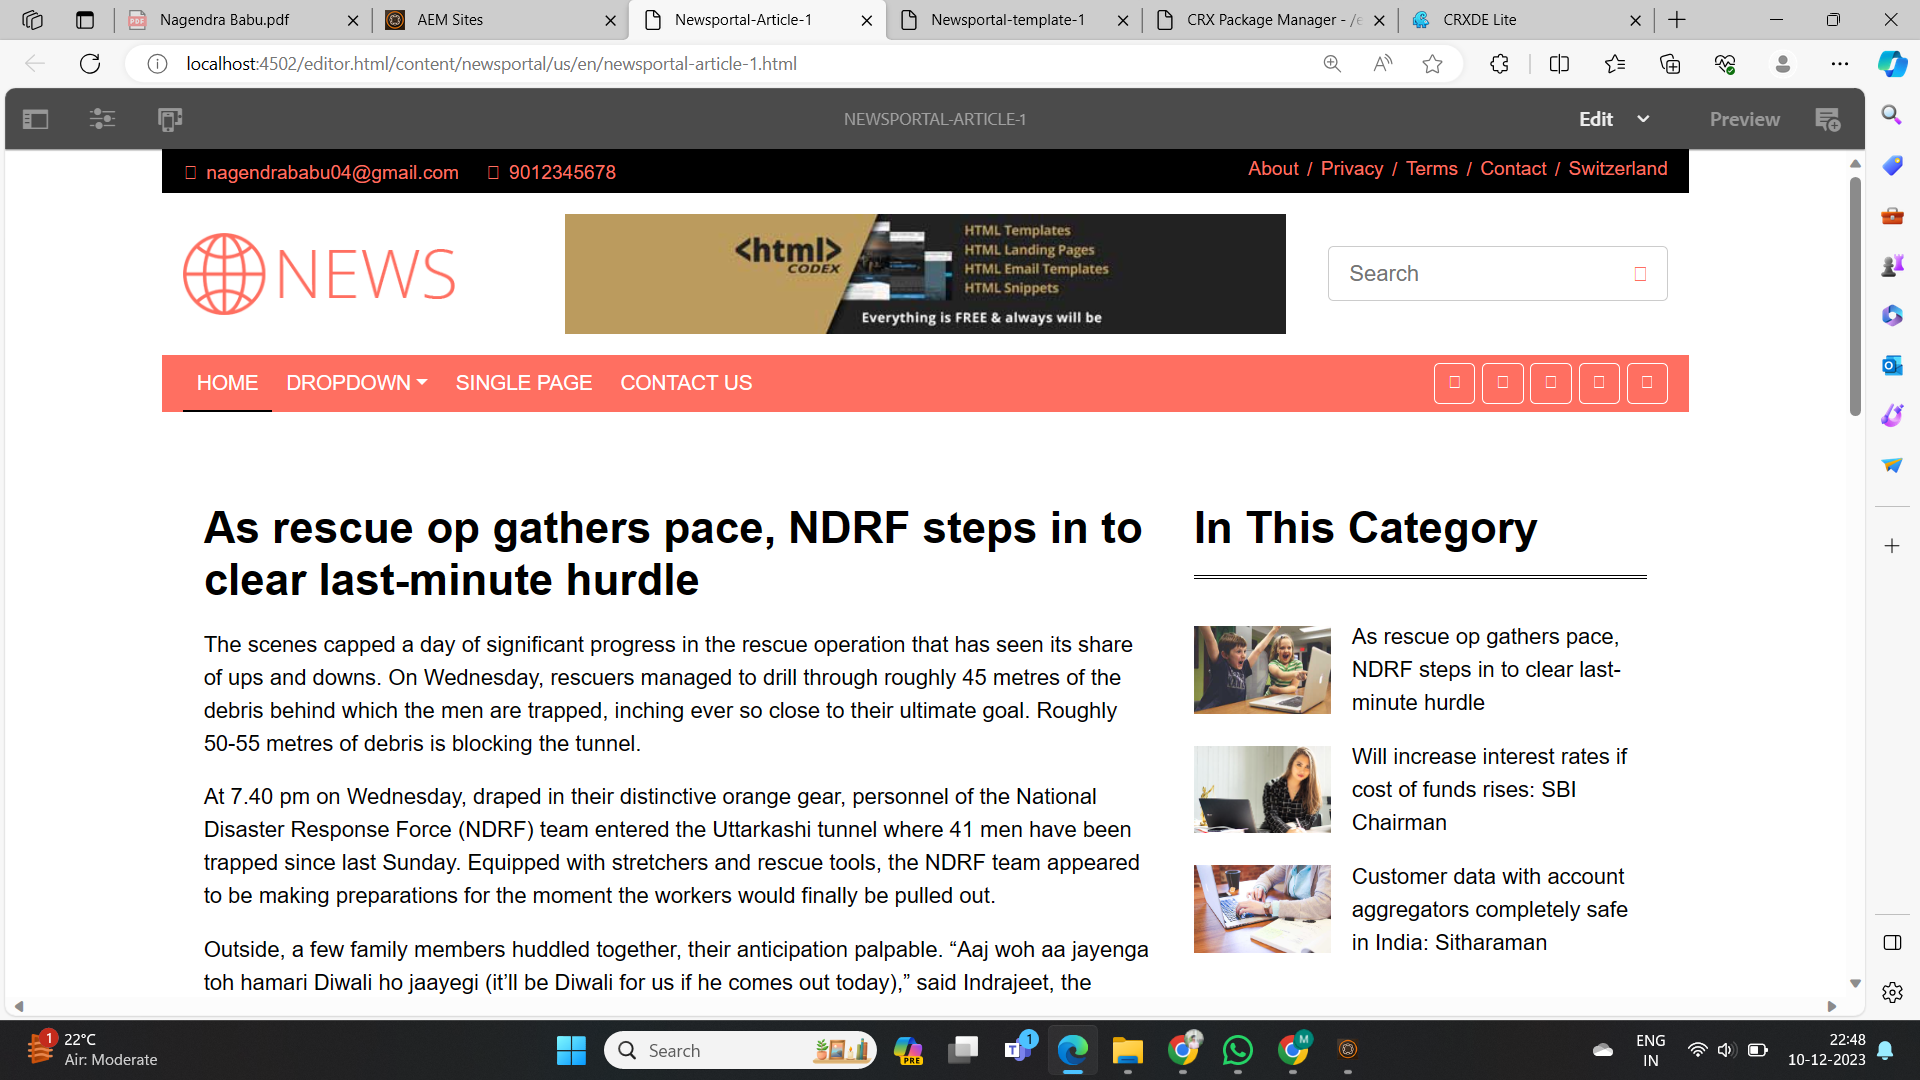 Nagendra Babu.pdf
AEM Sites
Newsportal-Article-1
Newsportal-template-1
CRX Package Manager - /e
CRXDE Lite
localhost:4502/editor.html/content/newsportal/us/en/newsportal-article-1.html
NEWSPORTAL-ARTICLE-1
Edit
Preview
nagendrababu04@gmail.com
9012345678
About / Privacy / Terms / Contact / Switzerland
NEWS
<html>
CODEX
HTML Templates
HTML Landing Pages
HTML Email Templates
HTML Snippets
Everything is FREE & always will be
Search
HOME
DROPDOWN
SINGLE PAGE
CONTACT US
As rescue op gathers pace, NDRF steps in to
clear last-minute hurdle
The scenes capped a day of significant progress in the rescue operation that has seen its share
of ups and downs. On Wednesday, rescuers managed to drill through roughly 45 metres of the
debris behind which the men are trapped, inching ever so close to their ultimate goal. Roughly
50-55 metres of debris is blocking the tunnel.
At 7.40 pm on Wednesday, draped in their distinctive orange gear, personnel of the National
Disaster Response Force (NDRF) team entered the Uttarkashi tunnel where 41 men have been
trapped since last Sunday. Equipped with stretchers and rescue tools, the NDRF team appeared
to be making preparations for the moment the workers would finally be pulled out.
Outside, a few family members huddled together, their anticipation palpable. “Aaj woh aa jayenga
toh hamari Diwali ho jaayegi (it’ll be Diwali for us if he comes out today),” said Indrajeet, the
In This Category
As rescue op gathers pace,
NDRF steps in to clear last-
minute hurdle
Will increase interest rates if
cost of funds rises: SBI
Chairman
Customer data with account
aggregators completely safe
in India: Sitharaman
1
22°C
Air: Moderate
Search
PRE
1
M
ENG
IN
22:48
10-12-2023